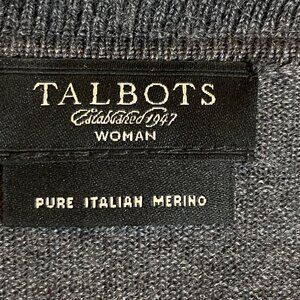 TALBOTS
Established 1947
WOMAN
PURE ITALIAN MERINO